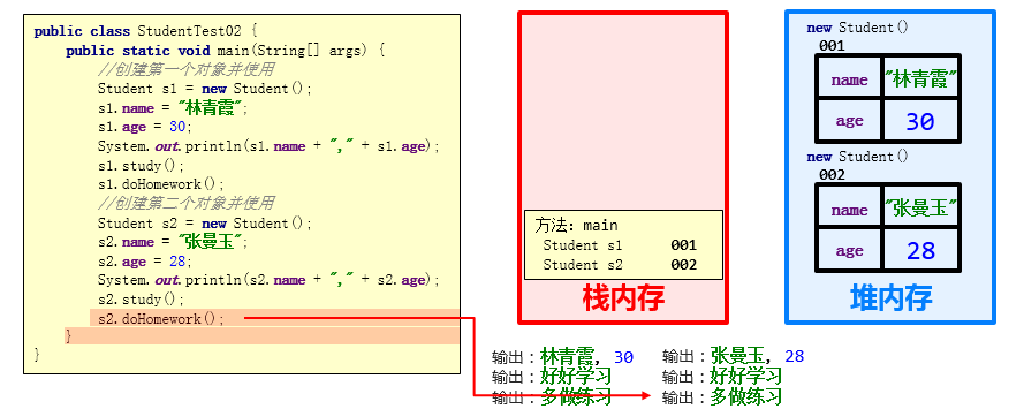 public class StudentTest02 {
public static void main(String[] args) {
//创建第一个对象并使用
Student s1 = new Student();
s1.name = "林青霞";
s1.age = 30;
System.out.println(s1.name + "," + s1.age);
s1.study();
s1.doHomework();
//创建第二个对象并使用
Student s2 = new Student();
s2.name = "张曼玉";
s2.age = 28;
System.out.println(s2.name + "," + s2.age);
s2.study();
s2.doHomework();
}
}
方法：main
Student s1 001
Student s2 002
栈内存
new Student()
001
name "林青霞"
age 30
new Student()
002
name "张曼玉"
age 28
堆内存
输出：林青霞, 30
输出：好好学习
输出：多做练习
输出：张曼玉, 28
输出：好好学习
输出：多做练习